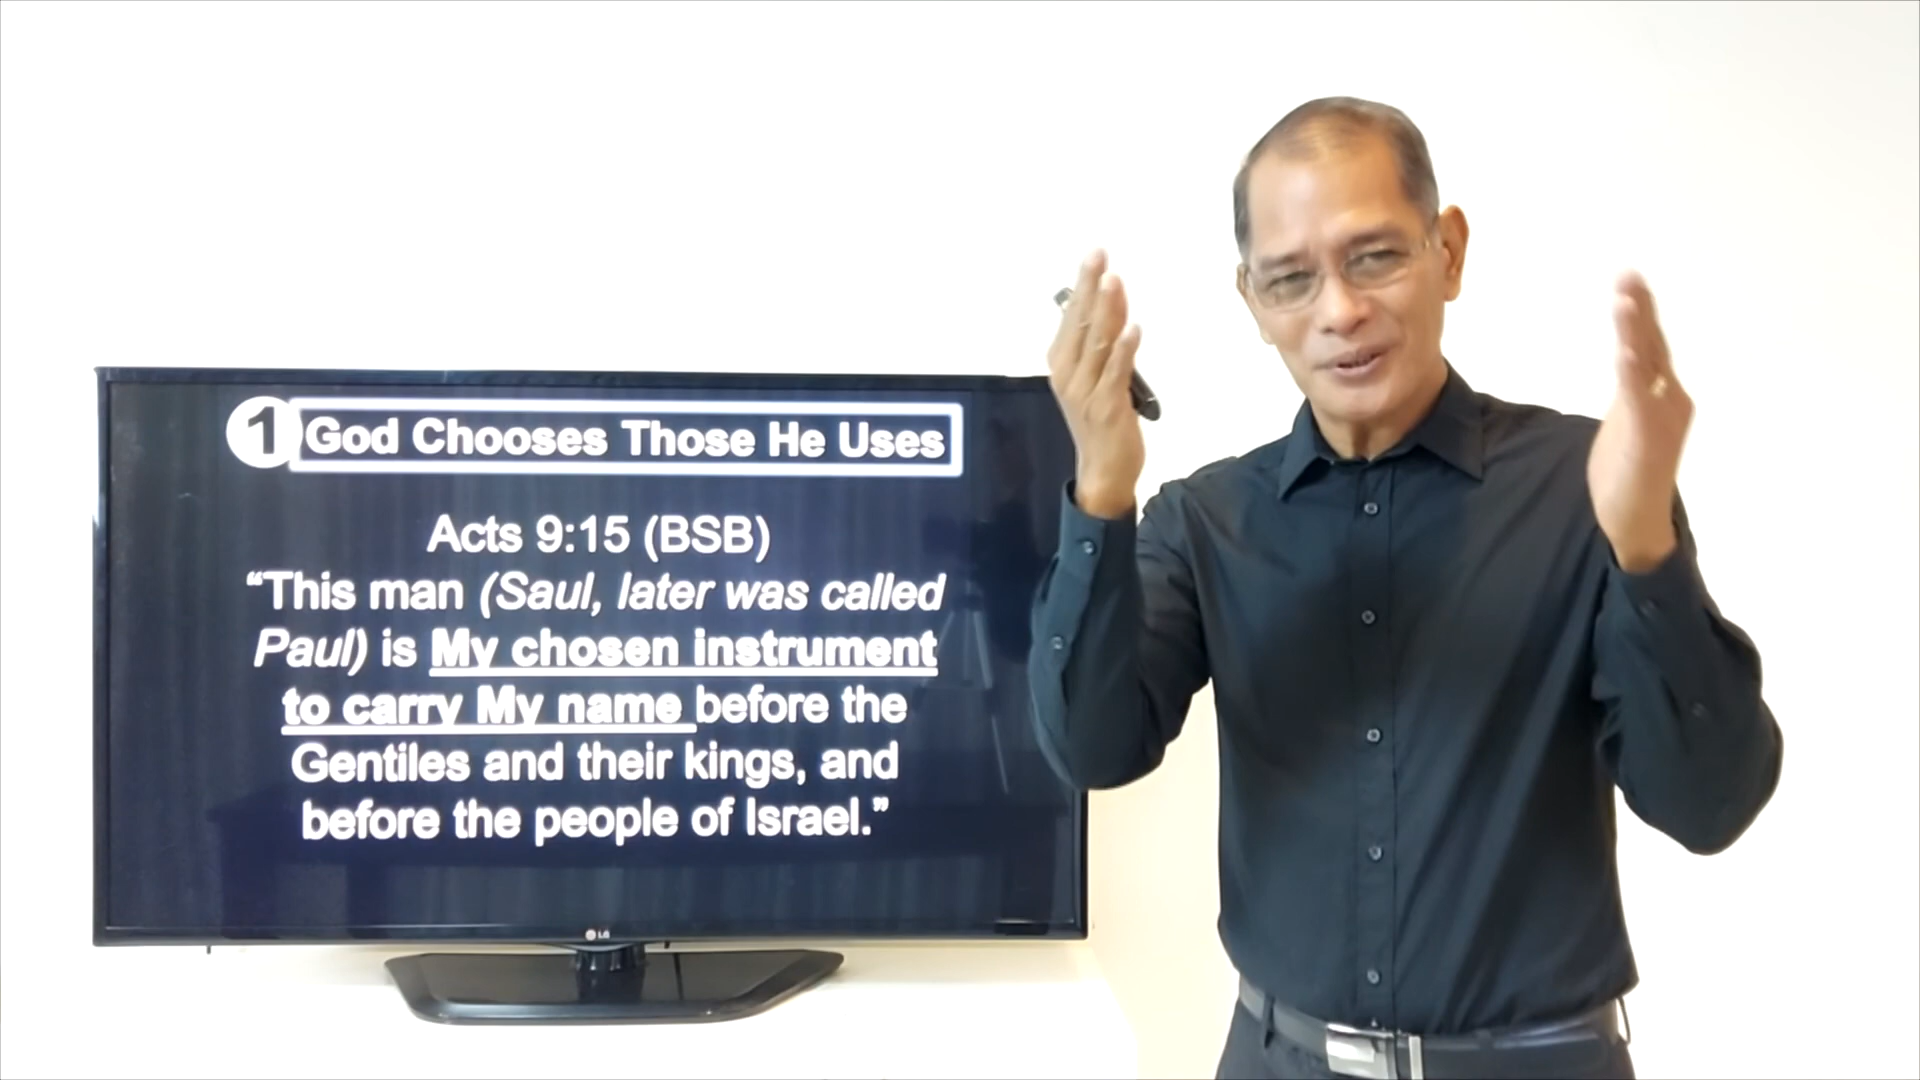 1 God Chooses Those He Uses
Acts 9:15 (BSB)
“This man (Saul, later was called
Paul) is My chosen instrument
to carry My name before the
Gentiles and their kings, and
before the people of Israel.”
LG